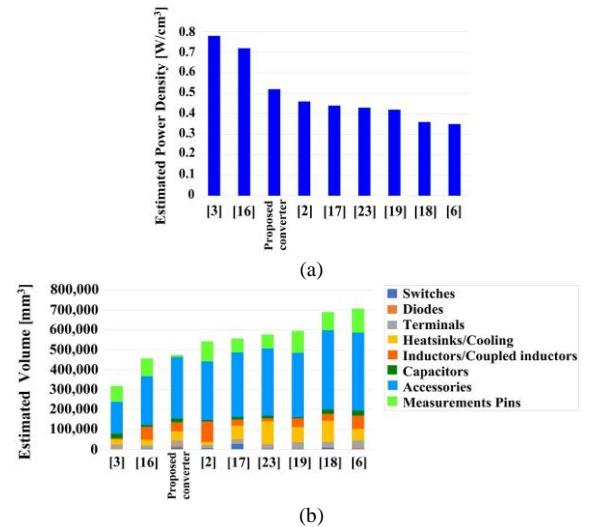 Estimated Power Density [W/cm³]
0.8
0.7
0.6
0.5
0.4
0.3
0.2
0.1
0
[3] [16] Proposed converter [2] [17] [23] [19] [18] [6]
(a)
Estimated Volume [mm³]
800,000
700,000
600,000
500,000
400,000
300,000
200,000
100,000
0
[3] [16] Proposed converter [2] [17] [23] [19] [18] [6]
Switches
Diodes
Terminals
Heatsinks/Cooling
Inductors/Coupled inductors
Capacitors
Accessories
Measurements Pins
(b)